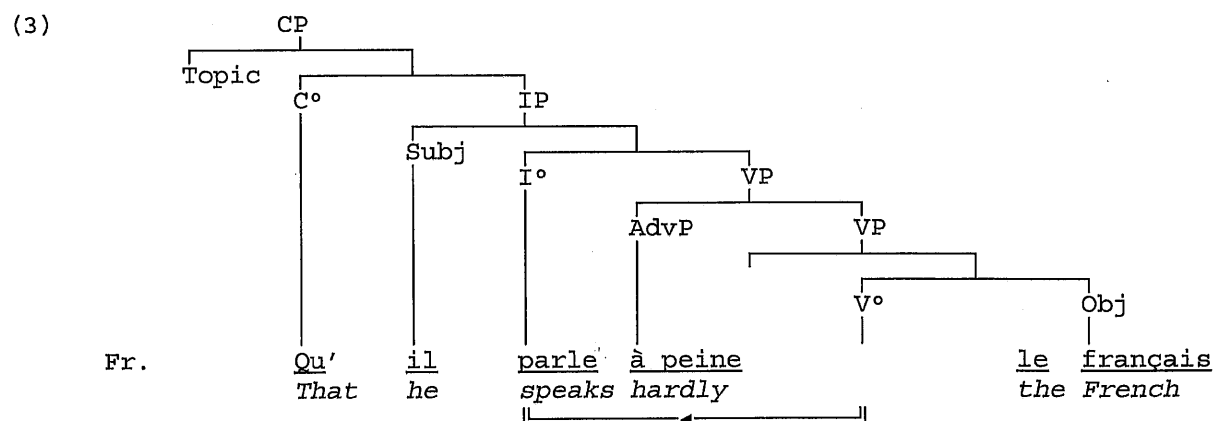 (3) CP
Topic
C° IP
Subj
I° VP
AdvP VP
V° Obj
Fr. Qu' il parle à peine le français
That he speaks hardly the French